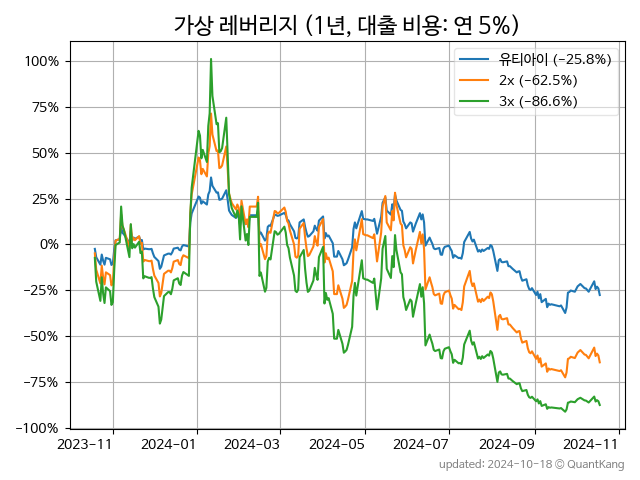 가상 레버리지 (1년, 대출 비용: 연 5%)
유티아이 (-25.8%)
2x (-62.5%)
3x (-86.6%)
100%
75%
50%
25%
0%
−25%
−50%
−75%
−100%
2023-11 2024-01 2024-03 2024-05 2024-07 2024-09 2024-11
updated: 2024-10-18 © QuantKang